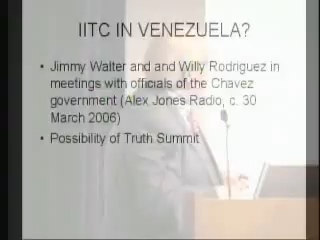 IITC IN VENEZUELA?
• Jimmy Walter and and Willy Rodriguez in
meetings with officials of the Chavez
government (Alex Jones Radio, c. 30
March 2006)
• Possibility of Truth Summit